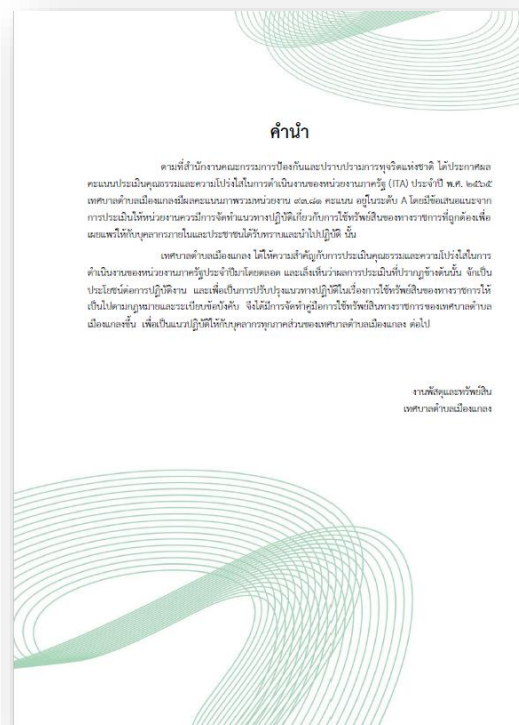 คำนำ
ตามที่สำนักงานคณะกรรมการป้องกันและปราบปรามการทุจริตแห่งชาติ ได้ประกาศผล
คะแนนประเมินคุณธรรมและความโปร่งใสในการดำเนินงานของหน่วยงานภาครัฐ (ITA) ประจำปี พ.ศ. ๒๕๖๕
เทศบาลตำบลเมืองแกลงมีผลคะแนนภาพรวมหน่วยงาน ๙๓.๘๑ คะแนน อยู่ในระดับ A โดยมีข้อเสนอแนะจาก
การประเมินให้หน่วยงานควรมีการจัดทำแนวทางปฏิบัติเกี่ยวกับการใช้ทรัพย์สินของทางราชการที่ถูกต้องเพื่อ
เผยแพร่ให้กับบุคลากรภายในและประชาชนได้รับทราบและนำไปปฏิบัติ นั้น
เทศบาลตำบลเมืองแกลง ได้ให้ความสำคัญกับการประเมินคุณธรรมและความโปร่งใสในการ
ดำเนินงานของหน่วยงานภาครัฐประจำปีมาโดยตลอด และเล็งเห็นว่าผลการประเมินที่ปรากฏข้างต้นนั้น จักเป็น
ประโยชน์ต่อการปฏิบัติงาน และเพื่อเป็นการปรับปรุงแนวทางปฏิบัติในเรื่องการใช้ทรัพย์สินของทางราชการให้
เป็นไปตามกฎหมายและระเบียบข้อบังคับ จึงได้มีการจัดทำคู่มือการใช้ทรัพย์สินทางราชการของเทศบาลตำบล
เมืองแกลงขึ้น เพื่อเป็นแนวปฏิบัติให้กับบุคลากรทุกภาคส่วนของเทศบาลตำบลเมืองแกลง ต่อไป
งานพัสดุและทรัพย์สิน
เทศบาลตำบลเมืองแกลง